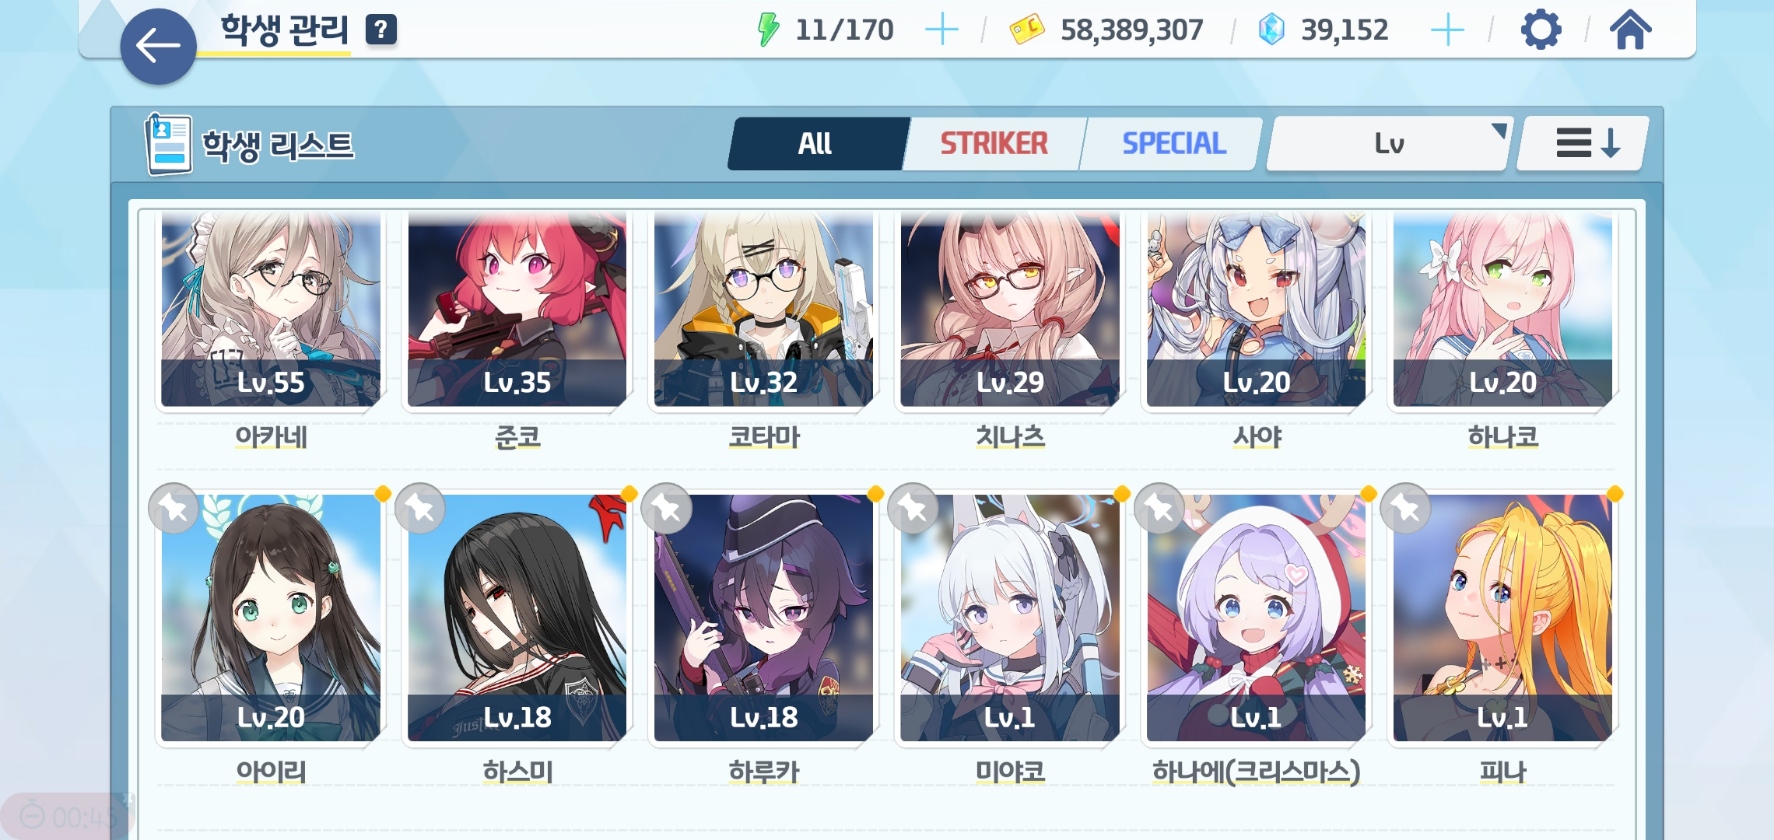 학생 관리 ? 11/170 58,389,307 39,152
학생 리스트 All STRIKER SPECIAL Lv
Lv.55 Lv.35 Lv.32 Lv.29 Lv.20 Lv.20
아카네 준코 코타마 치나츠 사야 하나코
Lv.20 Lv.18 Lv.18 Lv.1 Lv.1 Lv.1
아이리 하스미 하루카 미야코 하나에(크리스마스) 피나
00:45